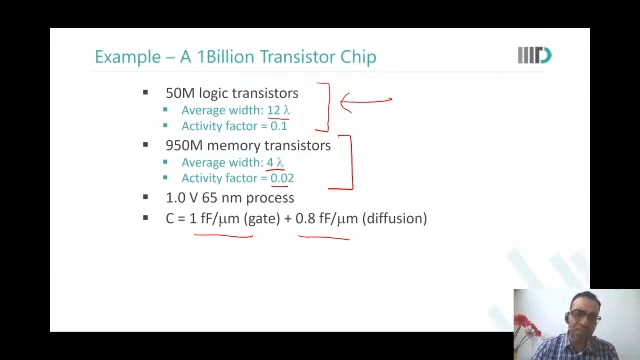 Example – A 1Billion Transistor Chip
▪ 50M logic transistors
▪ Average width: 12 λ
▪ Activity factor = 0.1
▪ 950M memory transistors
▪ Average width: 4 λ
▪ Activity factor = 0.02
▪ 1.0 V 65 nm process
▪ C = 1 fF/μm (gate) + 0.8 fF/μm (diffusion)